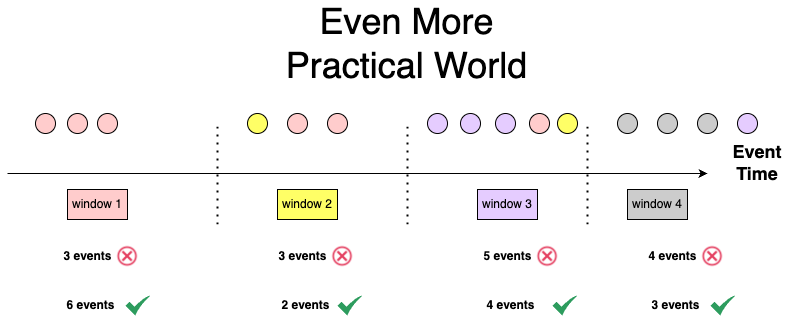 Even More
Practical World
Event
Time
window 1
window 2
window 3
window 4
3 events
3 events
5 events
4 events
6 events
2 events
4 events
3 events